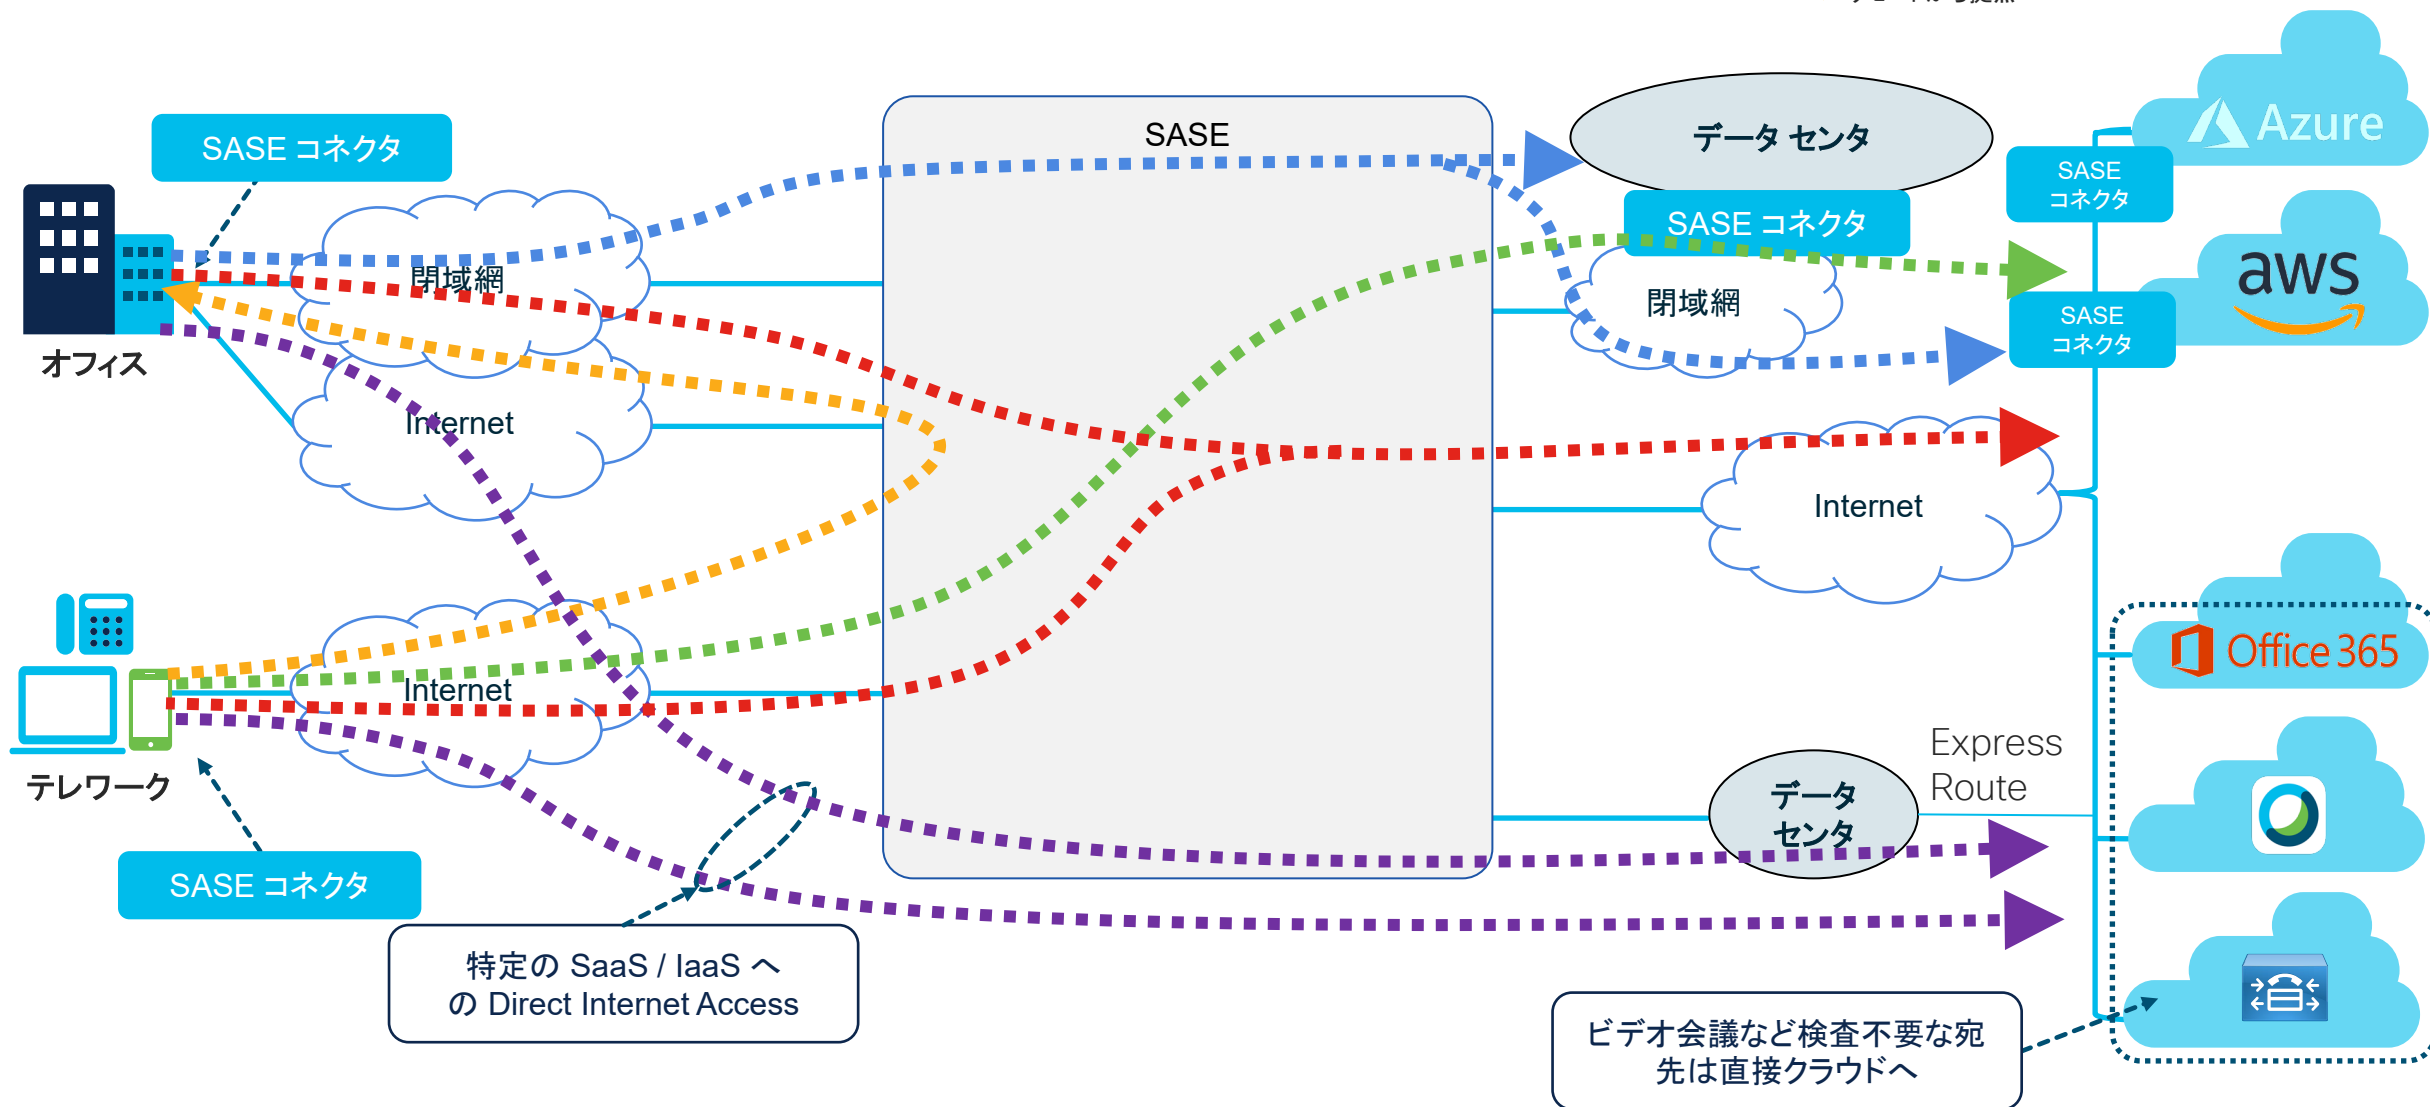 SASE コネクタ
オフィス
閉域網
Internet
テレワーク
Internet
SASE コネクタ
特定の SaaS / IaaS へ
の Direct Internet Access
SASE
データ センタ
SASE コネクタ
閉域網
Internet
データ
センタ
Express
Route
SASE
コネクタ
SASE
コネクタ
Azure
aws
Office 365
ビデオ会議など検査不要な宛
先は直接クラウドへ